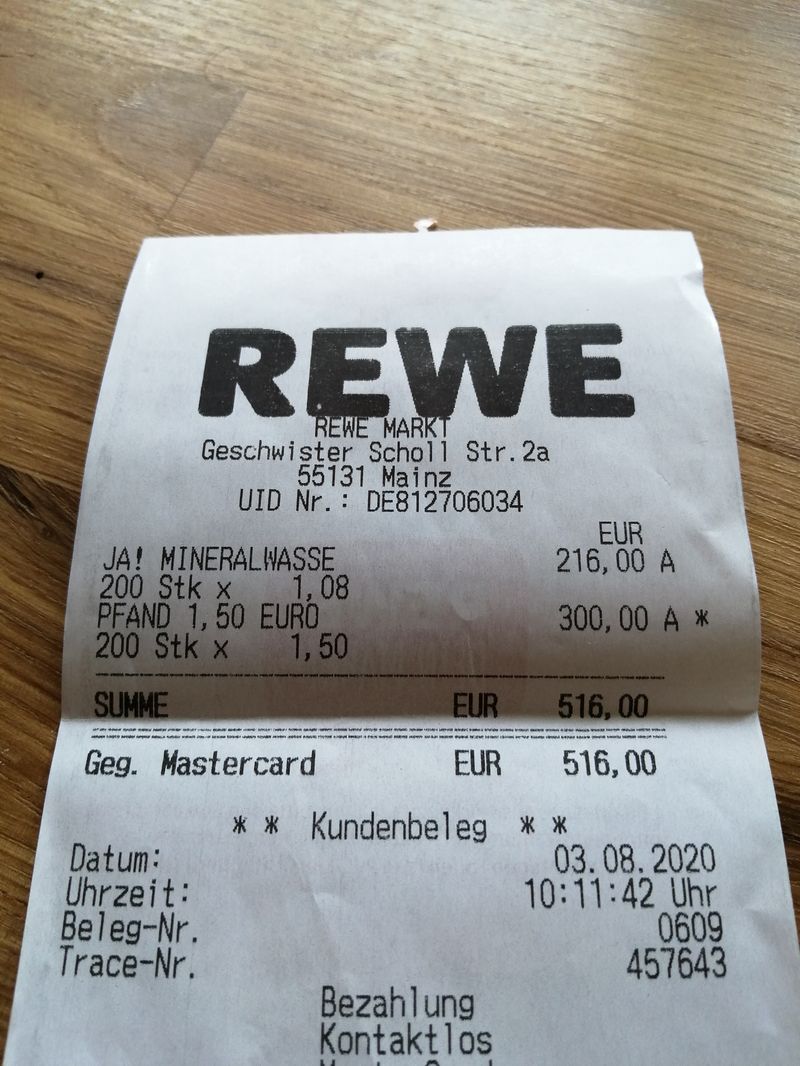 REWE
REWE MARKT
Geschwister Scholl Str.2a
55131 Mainz
UID Nr.: DE812706034
EUR
JA! MINERALWASSE 216,00 A
200 Stk x 1,08
PFAND 1,50 EURO 300,00 A *
200 Stk x 1,50
SUMME EUR 516,00
Geg. Mastercard EUR 516,00
* * Kundenbeleg * *
Datum: 03.08.2020
Uhrzeit: 10:11:42 Uhr
Beleg-Nr. 0609
Trace-Nr. 457643
Bezahlung
Kontaktlos